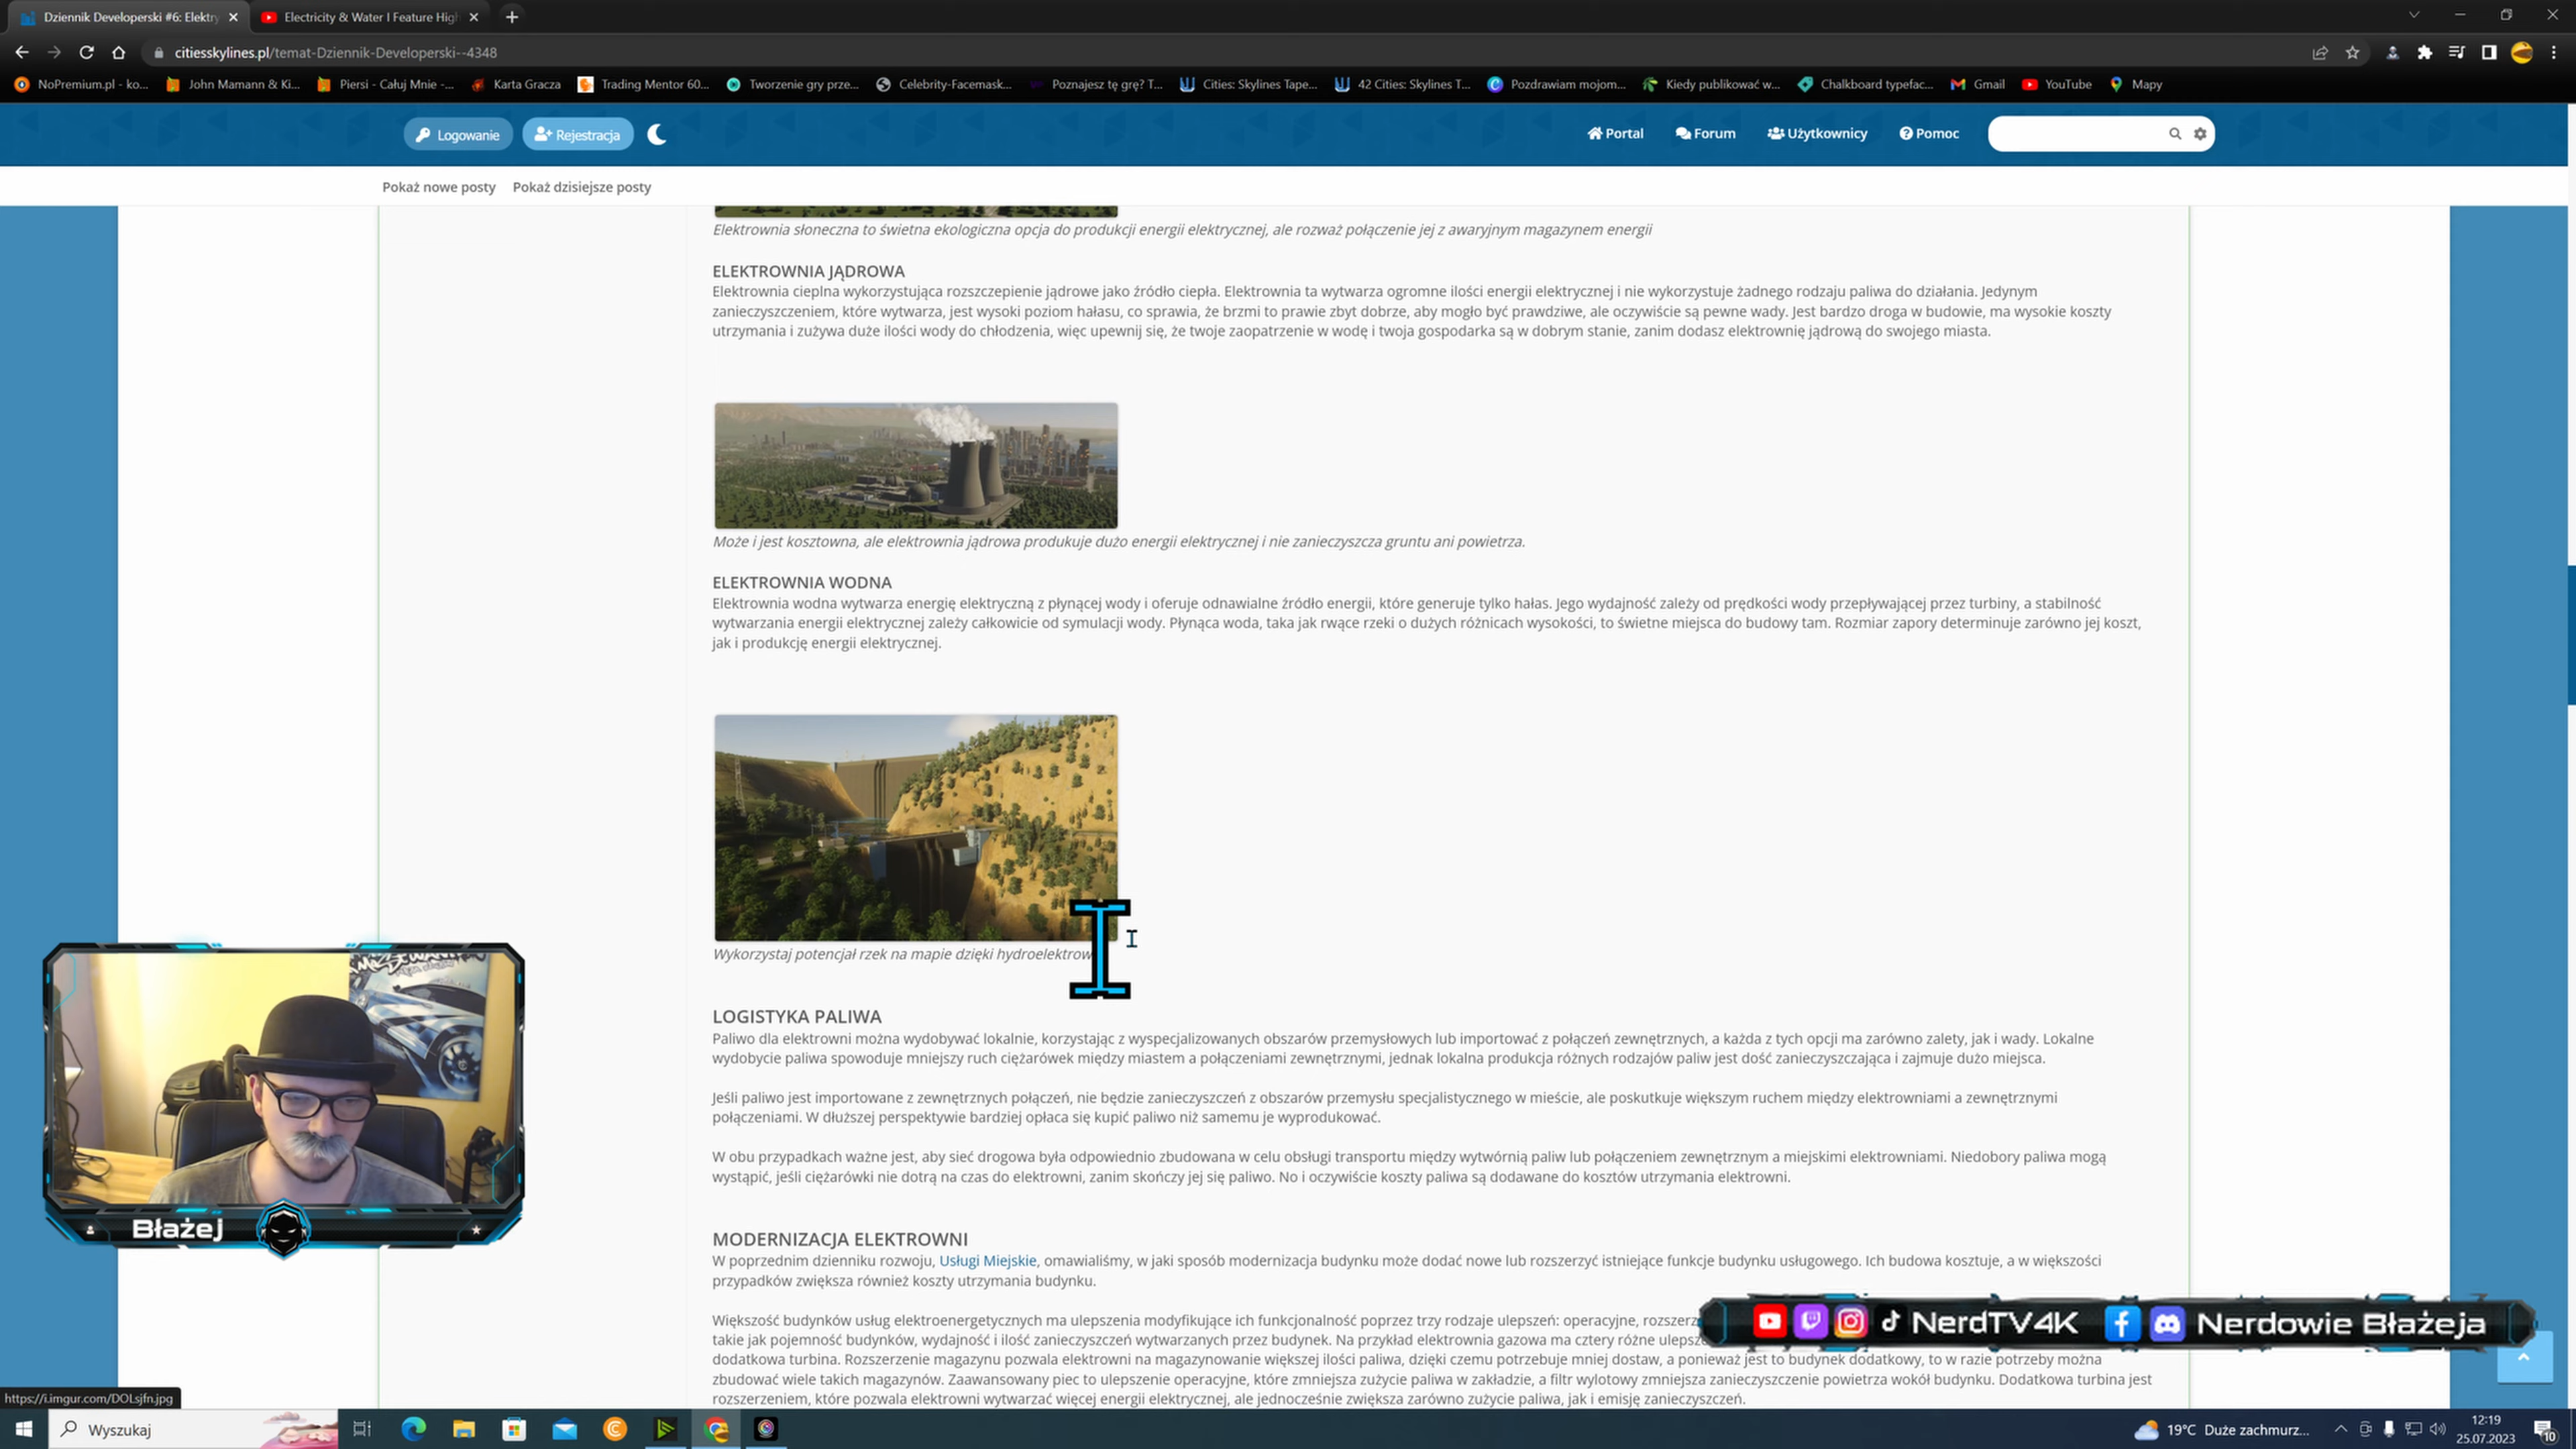 Dziennik Developerski #6: Elektry
Electricity & Water I Feature High
citiesskylines.pl/temat-Dziennik-Developerski--4348
NoPremium.pl - ko...
John Mamann & Ki...
Piersi - Całuj Mnie -...
Karta Gracza
Trading Mentor 60...
Tworzenie gry prze...
Celebrity-Facemask...
Poznajesz tę grę? T...
Cities: Skylines Tape...
42 Cities: Skylines T...
Pozdrawiam mojom...
Kiedy publikować w...
Chalkboard typefac...
Gmail
YouTube
Mapy
Logowanie
Rejestracja
Portal
Forum
Użytkownicy
Pomoc
Pokaż nowe posty
Pokaż dzisiejsze posty
Elektrownia słoneczna to świetna ekologiczna opcja do produkcji energii elektrycznej, ale rozważ połączenie jej z awaryjnym magazynem energii
ELEKTROWNIA JĄDROWA
Elektrownia cieplna wykorzystująca rozszczepienie jądrowe jako źródło ciepła. Elektrownia ta wytwarza ogromne ilości energii elektrycznej i nie wykorzystuje żadnego rodzaju paliwa do działania. Jedynym
zanieczyszczeniem, które wytwarza, jest wysoki poziom hałasu, co sprawia, że brzmi to prawie zbyt dobrze, aby mogło być prawdziwe, ale oczywiście są pewne wady. Jest bardzo droga w budowie, ma wysokie koszty
utrzymania i zużywa duże ilości wody do chłodzenia, więc upewnij się, że twoje zaopatrzenie w wodę i twoja gospodarka są w dobrym stanie, zanim dodasz elektrownię jądrową do swojego miasta.
Może i jest kosztowna, ale elektrownia jądrowa produkuje dużo energii elektrycznej i nie zanieczyszcza gruntu ani powietrza.
ELEKTROWNIA WODNA
Elektrownia wodna wytwarza energię elektryczną z płynącej wody i oferuje odnawialne źródło energii, które generuje tylko hałas. Jego wydajność zależy od prędkości wody przepływającej przez turbiny, a stabilność
wytwarzania energii elektrycznej zależy całkowicie od symulacji wody. Płynąca woda, taka jak rwące rzeki o dużych różnicach wysokości, to świetne miejsca do budowy tam. Rozmiar zapory determinuje zarówno jej koszt,
jak i produkcję energii elektrycznej.
Wykorzystaj potencjał rzek na mapie dzięki hydroelektrow
LOGISTYKA PALIWA
Paliwo dla elektrowni można wydobywać lokalnie, korzystając z wyspecjalizowanych obszarów przemysłowych lub importować z połączeń zewnętrznych, a każda z tych opcji ma zarówno zalety, jak i wady. Lokalne
wydobycie paliwa spowoduje mniejszy ruch ciężarówek między miastem a połączeniami zewnętrznymi, jednak lokalna produkcja różnych rodzajów paliw jest dość zanieczyszczająca i zajmuje dużo miejsca.
Jeśli paliwo jest importowane z zewnętrznych połączeń, nie będzie zanieczyszczeń z obszarów przemysłu specjalistycznego w mieście, ale poskutkuje większym ruchem między elektrowniami a zewnętrznymi
połączeniami. W dłuższej perspektywie bardziej opłaca się kupić paliwo niż samemu je wyprodukować.
W obu przypadkach ważne jest, aby sieć drogowa była odpowiednio zbudowana w celu obsługi transportu między wytwórnią paliw lub połączeniem zewnętrznym a miejskimi elektrowniami. Niedobory paliwa mogą
wystąpić, jeśli ciężarówki nie dotrą na czas do elektrowni, zanim skończy jej się paliwo. No i oczywiście koszty paliwa są dodawane do kosztów utrzymania elektrowni.
MODERNIZACJA ELEKTROWNI
W poprzednim dzienniku rozwoju, Usługi Miejskie, omawialiśmy, w jaki sposób modernizacja budynku może dodać nowe lub rozszerzyć istniejące funkcje budynku usługowego. Ich budowa kosztuje, a w większości
przypadków zwiększa również koszty utrzymania budynku.
Większość budynków usług elektroenergetycznych ma ulepszenia modyfikujące ich funkcjonalność poprzez trzy rodzaje ulepszeń: operacyjne, rozszerz
takie jak pojemność budynków, wydajność i ilość zanieczyszczeń wytwarzanych przez budynek. Na przykład elektrownia gazowa ma cztery różne ulepsz
dodatkowa turbina. Rozszerzenie magazynu pozwala elektrowni na magazynowanie większej ilości paliwa, dzięki czemu potrzebuje mniej dostaw, a ponieważ jest to budynek dodatkowy, to w razie potrzeby można
zbudować wiele takich magazynów. Zaawansowany piec to ulepszenie operacyjne, które zmniejsza zużycie paliwa w zakładzie, a filtr wylotowy zmniejsza zanieczyszczenie powietrza wokół budynku. Dodatkowa turbina jest
rozszerzeniem, które pozwala elektrowni wytwarzać więcej energii elektrycznej, ale jednocześnie zwiększa zarówno zużycie paliwa, jak i emisję zanieczyszczeń.
Błażej
NerdTV4K
Nerdowie Błażeja
https://i.imgur.com/DOLsjfn.jpg
Wyszukaj
19°C Duże zachmurz...
12:19
25.07.2023
10